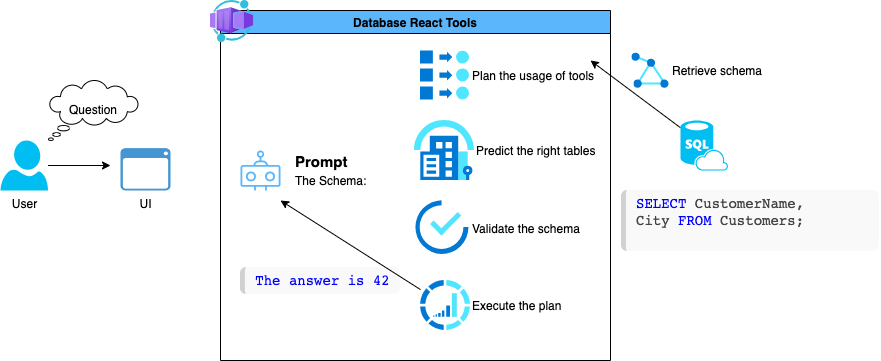 Database React Tools
Plan the usage of tools
Retrieve schema
Question
Predict the right tables
SQL
Prompt
The Schema:
User
UI
SELECT CustomerName,
City FROM Customers;
Validate the schema
The answer is 42
Execute the plan